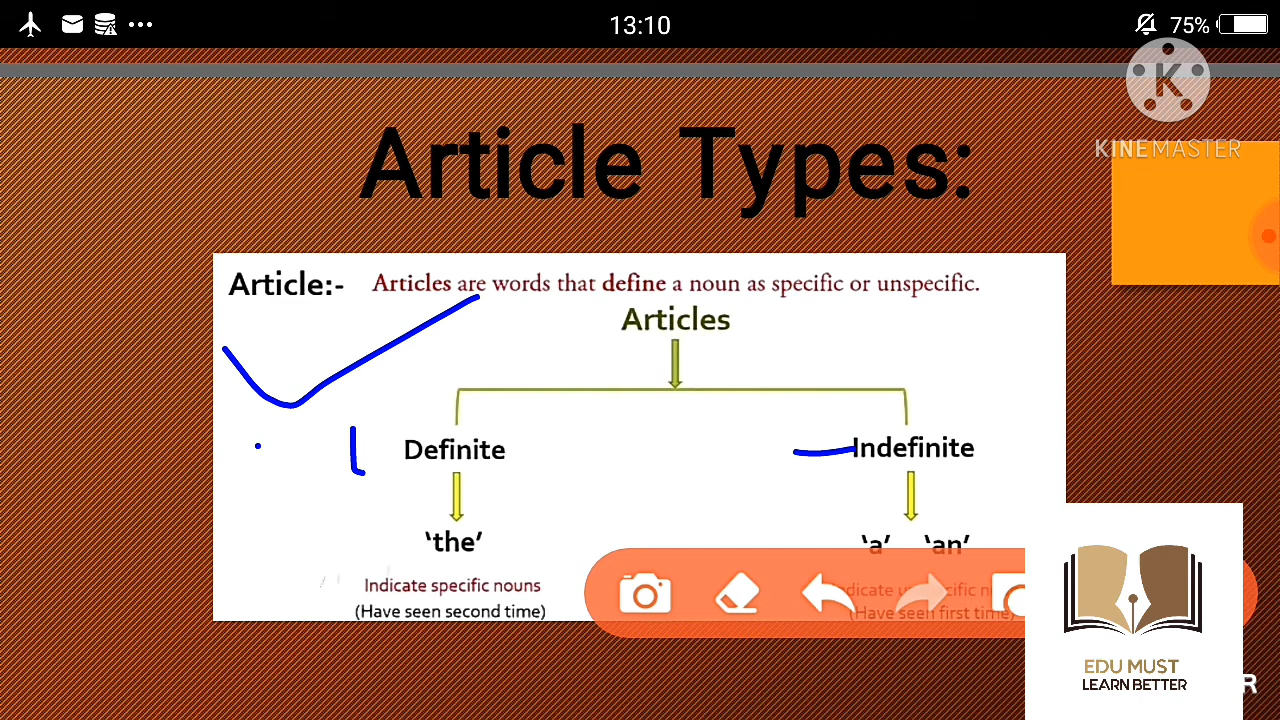 13:10
75%
K
KINEMASTER
Article Types:
Article:- Articles are words that define a noun as specific or unspecific.
Articles
Definite Indefinite
‘the’ ‘a’ ‘an’
Indicate specific nouns
(Have seen second time) (Have seen first time)
EDU MUST
LEARN BETTER
R